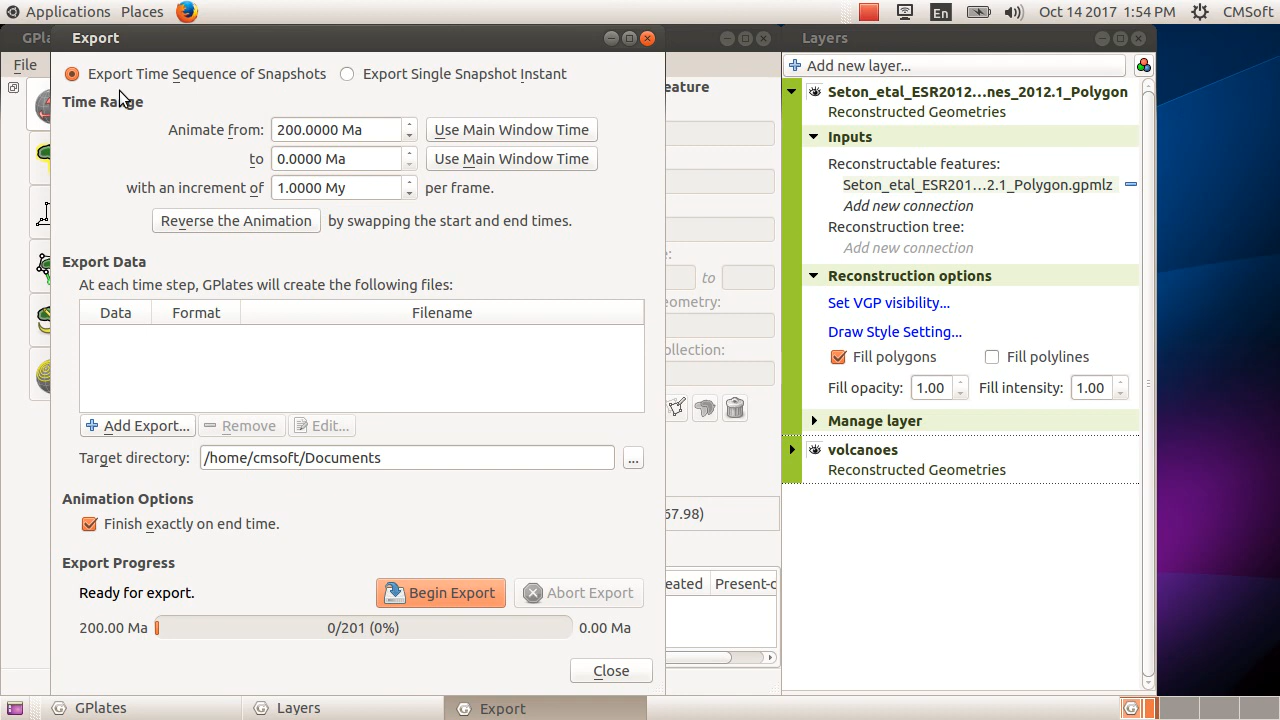 Applications Places En Oct 14 2017 1:54 PM CMSoft
GPla
Export
File
Export Time Sequence of Snapshots Export Single Snapshot Instant
Time Range
Animate from: 200.0000 Ma Use Main Window Time
to 0.0000 Ma Use Main Window Time
with an increment of 1.0000 My per frame.
Reverse the Animation by swapping the start and end times.
Export Data
At each time step, GPlates will create the following files:
Data Format Filename
Add Export... Remove Edit...
Target directory: /home/cmsoft/Documents ...
Animation Options
Finish exactly on end time.
Export Progress
Ready for export. Begin Export Abort Export
200.00 Ma 0/201 (0%) 0.00 Ma
Close
eature
e:
to
eometry:
ollection:
67.98)
eated Present-c
Layers
Add new layer...
Seton_etal_ESR2012...nes_2012.1_Polygon
Reconstructed Geometries
Inputs
Reconstructable features:
Seton_etal_ESR201...2.1_Polygon.gpmlz
Add new connection
Reconstruction tree:
Add new connection
Reconstruction options
Set VGP visibility...
Draw Style Setting...
Fill polygons Fill polylines
Fill opacity: 1.00 Fill intensity: 1.00
Manage layer
volcanoes
Reconstructed Geometries
GPlates Layers Export